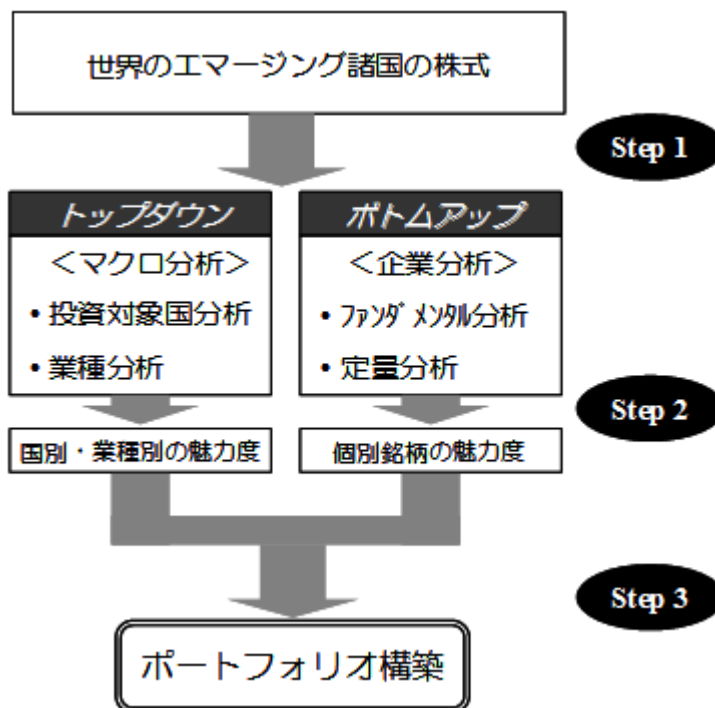 世界のエマージング諸国の株式
Step 1
トップダウン
<マクロ分析>
・投資対象国分析
・業種分析
ボトムアップ
<企業分析>
・ファンダメンタル分析
・定量分析
Step 2
国別・業種別の魅力度
個別銘柄の魅力度
Step 3
ポートフォリオ構築